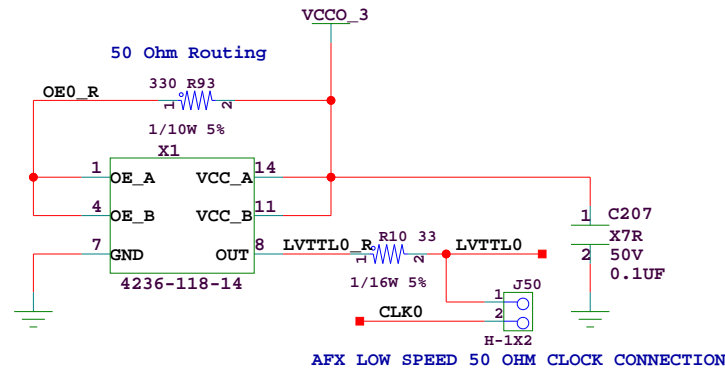 VCCO_3
50 Ohm Routing
330 R93
OE0_R
1 2
1/10W 5%
X1
1 OE_A VCC_A 14
4 OE_B VCC_B 11
7 GND OUT 8
4236-118-14
LVTTL0_R
R10 33
1 2
1/16W 5%
LVTTL0
1 C207
X7R
2 50V
0.1UF
J50
1
2
CLK0
H-1X2
AFX LOW SPEED 50 OHM CLOCK CONNECTION